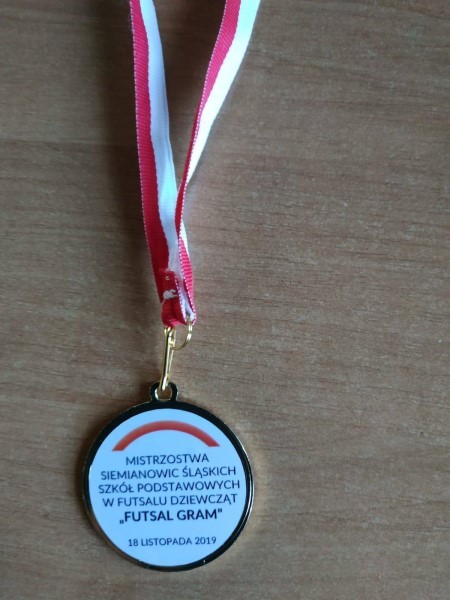 MISTRZOSTWA
SIEMIANOWIC ŚLĄSKICH
SZKÓŁ PODSTAWOWYCH
W FUTSALU DZIEWCZĄT
„FUTSAL GRAM"
18 LISTOPADA 2019